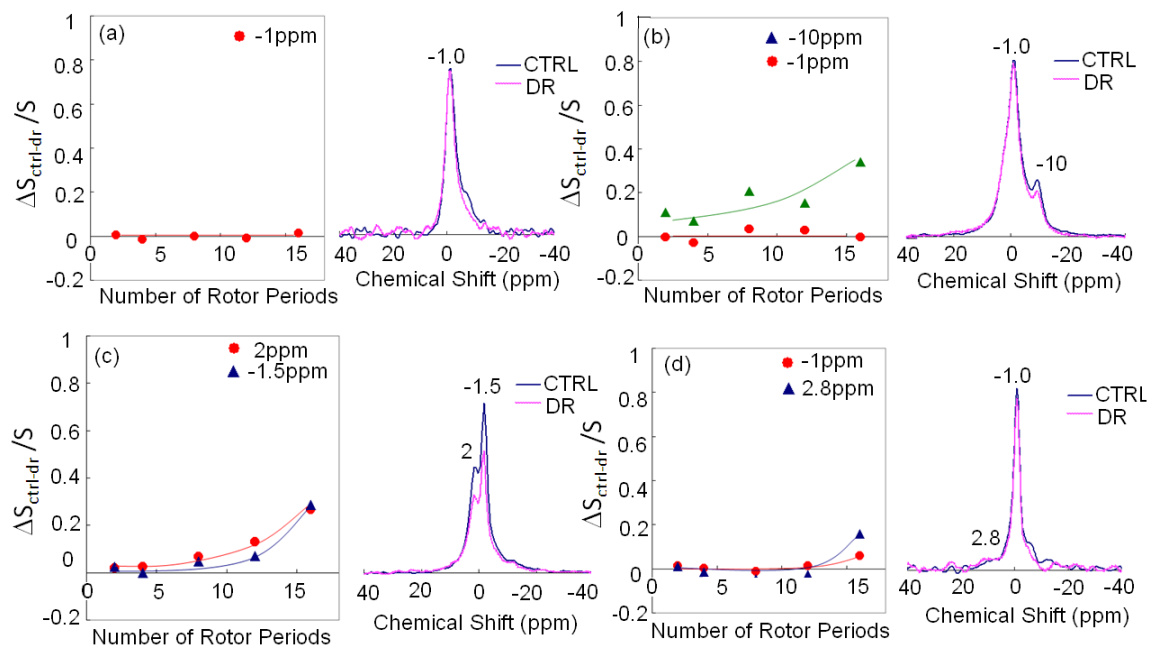 (a)
-1ppm
1
0.8
0.6
0.4
0.2
0
-0.2
ΔSctrl-dr /S
0 5 10 15
Number of Rotor Periods
-1.0
CTRL
DR
40 20 0 -20 -40
Chemical Shift (ppm)
(b)
-10ppm
-1ppm
1
0.8
0.6
0.4
0.2
0
-0.2
ΔSctrl-dr /S
0 5 10 15
Number of Rotor Periods
-1.0
CTRL
DR
-10
40 20 0 -20 -40
Chemical Shift (ppm)
(c)
2ppm
-1.5ppm
1
0.8
0.6
0.4
0.2
0
-0.2
ΔSctrl-dr /S
0 5 10 15
Number of Rotor Periods
-1.5
CTRL
DR
2
40 20 0 -20 -40
Chemical Shift (ppm)
(d)
-1ppm
2.8ppm
1
0.8
0.6
0.4
0.2
0
-0.2
ΔSctrl-dr /S
0 5 10 15
Number of Rotor Periods
-1.0
CTRL
DR
2.8
40 20 0 -20 -40
Chemical Shift (ppm)